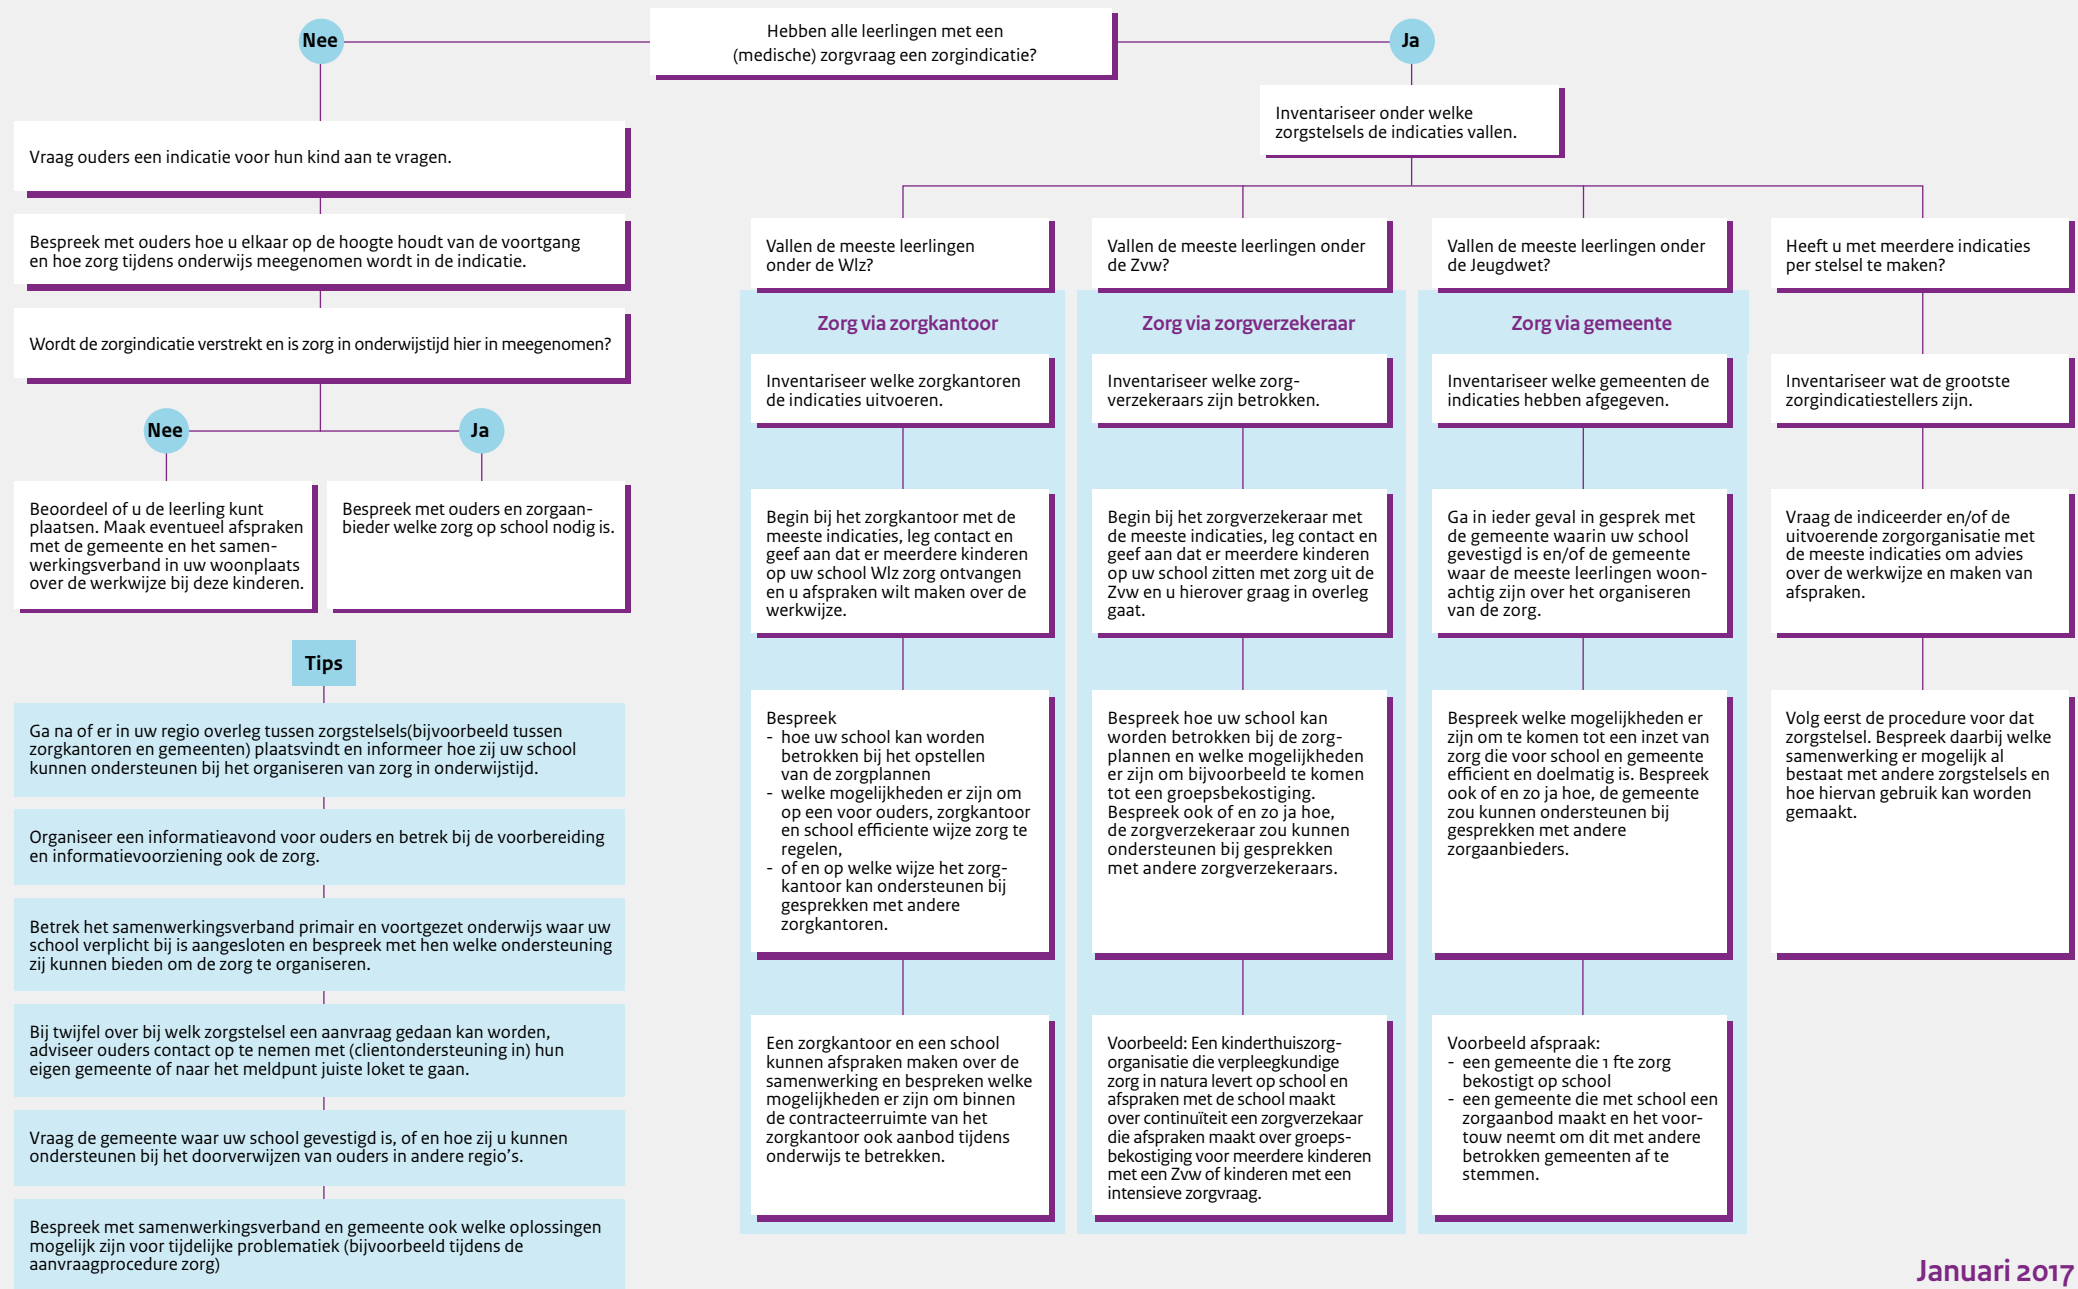 Hebben alle leerlingen met een
(medische) zorgvraag een zorgindicatie?
Nee
Vraag ouders een indicatie voor hun kind aan te vragen.
Bespreek met ouders hoe u elkaar op de hoogte houdt van de voortgang
en hoe zorg tijdens onderwijs meegenomen wordt in de indicatie.
Wordt de zorgindicatie verstrekt en is zorg in onderwijstijd hier in meegenomen?
Nee
Beoordeel of u de leerling kunt
plaatsen. Maak eventueel afspraken
met de gemeente en het samen-
werkingsverband in uw woonplaats
over de werkwijze bij deze kinderen.
Ja
Bespreek met ouders en zorgaan-
bieder welke zorg op school nodig is.
Tips
Ga na of er in uw regio overleg tussen zorgstelsels(bijvoorbeeld tussen
zorgkantoren en gemeenten) plaatsvindt en informeer hoe zij uw school
kunnen ondersteunen bij het organiseren van zorg in onderwijstijd.
Organiseer een informatieavond voor ouders en betrek bij de voorbereiding
en informatievoorziening ook de zorg.
Betrek het samenwerkingsverband primair en voortgezet onderwijs waar uw
school verplicht bij is aangesloten en bespreek met hen welke ondersteuning
zij kunnen bieden om de zorg te organiseren.
Bij twijfel over bij welk zorgstelsel een aanvraag gedaan kan worden,
adviseer ouders contact op te nemen met (clientondersteuning in) hun
eigen gemeente of naar het meldpunt juiste loket te gaan.
Vraag de gemeente waar uw school gevestigd is, of en hoe zij u kunnen
ondersteunen bij het doorverwijzen van ouders in andere regio's.
Bespreek met samenwerkingsverband en gemeente ook welke oplossingen
mogelijk zijn voor tijdelijke problematiek (bijvoorbeeld tijdens de
aanvraagprocedure zorg)
Ja
Inventariseer onder welke
zorgstelsels de indicaties vallen.
Vallen de meeste leerlingen
onder de Wlz?
Zorg via zorgkantoor
Inventariseer welke zorgkantoren
de indicaties uitvoeren.
Begin bij het zorgkantoor met de
meeste indicaties, leg contact en
geef aan dat er meerdere kinderen
op uw school Wlz zorg ontvangen
en u afspraken wilt maken over de
werkwijze.
Bespreek
- hoe uw school kan worden
betrokken bij het opstellen
van de zorgplannen
- welke mogelijkheden er zijn om
op een voor ouders, zorgkantoor
en school efficiente wijze zorg te
regelen,
- of en op welke wijze het zorg-
kantoor kan ondersteunen bij
gesprekken met andere
zorgkantoren.
Een zorgkantoor en een school
kunnen afspraken maken over de
samenwerking en bespreken welke
mogelijkheden er zijn om binnen
de contracteerruimte van het
zorgkantoor ook aanbod tijdens
onderwijs te betrekken.
Vallen de meeste leerlingen onder
de Zvw?
Zorg via zorgverzekeraar
Inventariseer welke zorg-
verzekeraars zijn betrokken.
Begin bij het zorgverzekeraar met
de meeste indicaties, leg contact en
geef aan dat er meerdere kinderen
op uw school zitten met zorg uit de
Zvw en u hierover graag in overleg
gaat.
Bespreek hoe uw school kan
worden betrokken bij de zorg-
plannen en welke mogelijkheden
er zijn om bijvoorbeeld te komen
tot een groepsbekostiging.
Bespreek ook of en zo ja hoe,
de zorgverzekeraar zou kunnen
ondersteunen bij gesprekken
met andere zorgverzekeraars.
Voorbeeld: Een kinderthuiszorg-
organisatie die verpleegkundige
zorg in natura levert op school en
afspraken met de school maakt
over continuïteit een zorgverzekaar
die afspraken maakt over groeps-
bekostiging voor meerdere kinderen
met een Zvw of kinderen met een
intensieve zorgvraag.
Vallen de meeste leerlingen onder
de Jeugdwet?
Zorg via gemeente
Inventariseer welke gemeenten de
indicaties hebben afgegeven.
Ga in ieder geval in gesprek met
de gemeente waarin uw school
gevestigd is en/of de gemeente
waar de meeste leerlingen woon-
achtig zijn over het organiseren
van de zorg.
Bespreek welke mogelijkheden er
zijn om te komen tot een inzet van
zorg die voor school en gemeente
efficient en doelmatig is. Bespreek
ook of en zo ja hoe, de gemeente
zou kunnen ondersteunen bij
gesprekken met andere
zorgaanbieders.
Voorbeeld afspraak:
- een gemeente die 1 fte zorg
bekostigt op school
- een gemeente die met school een
zorgaanbod maakt en het voor-
touw neemt om dit met andere
betrokken gemeenten af te
stemmen.
Heeft u met meerdere indicaties
per stelsel te maken?
Inventariseer wat de grootste
zorgindicatiestellers zijn.
Vraag de indiceerder en/of de
uitvoerende zorgorganisatie met
de meeste indicaties om advies
over de werkwijze en maken van
afspraken.
Volg eerst de procedure voor dat
zorgstelsel. Bespreek daarbij welke
samenwerking er mogelijk al
bestaat met andere zorgstelsels en
hoe hiervan gebruik kan worden
gemaakt.
Januari 2017